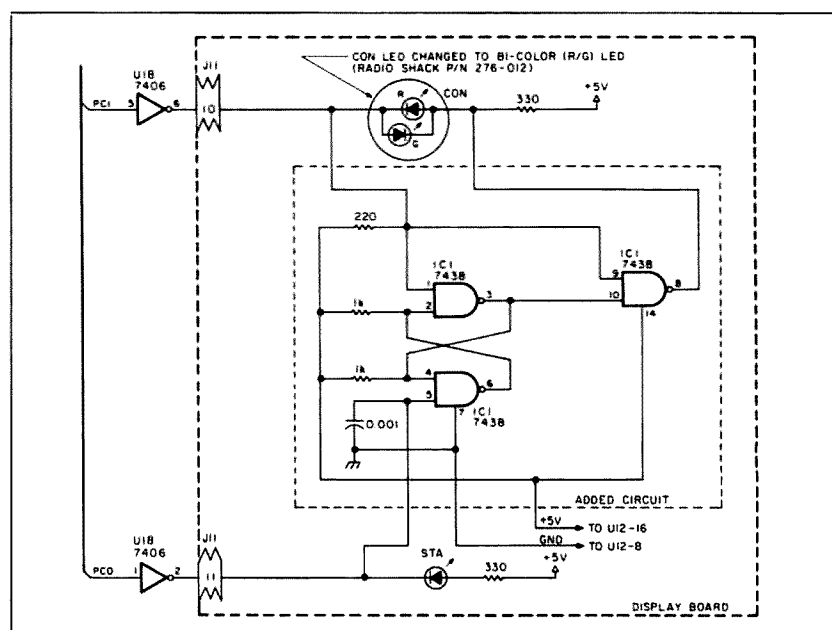 CON LED CHANGED TO BI-COLOR (R/G) LED
(RADIO SHACK P/N 276-012)
U18
7406
J11
PC1
5
6
10
R
G
CON
330
+5V
220
IC1
7438
1
2
3
IC1
7438
9
10
8
14
1k
1k
4
5
6
7
IC1
7438
0.001
ADDED CIRCUIT
+5V
TO U12-16
GND
TO U12-8
U18
7406
J11
PC0
1
2
11
STA
330
+5V
DISPLAY BOARD